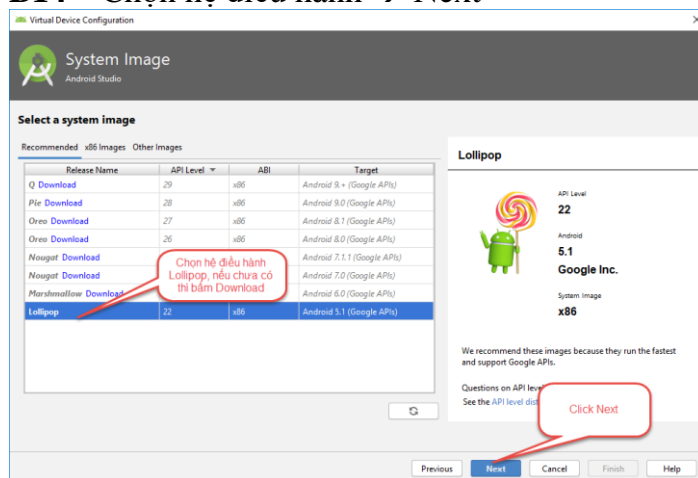 Chọn hệ điều hành → Next
Virtual Device Configuration
System Image
Android Studio
Select a system image
Recommended x86 Images Other Images
Release Name API Level ABI Target
Q Download 29 x86 Android 9.+ (Google APIs)
Pie Download 28 x86 Android 9.0 (Google APIs)
Oreo Download 27 x86 Android 8.1 (Google APIs)
Oreo Download 26 x86 Android 8.0 (Google APIs)
Nougat Download Android 7.1.1 (Google APIs)
Nougat Download Android 7.0 (Google APIs)
Marshmallow Download Android 6.0 (Google APIs)
Lollipop 22 x86 Android 5.1 (Google APIs)
Chọn hệ điều hành
Lollipop, nếu chưa có
thì bấm Download
Lollipop
API Level
22
Android
5.1
Google Inc.
System Image
x86
We recommend these images because they run the fastest
and support Google APIs.
Questions on API
See the API level
Click Next
Previous Next Cancel Finish Help